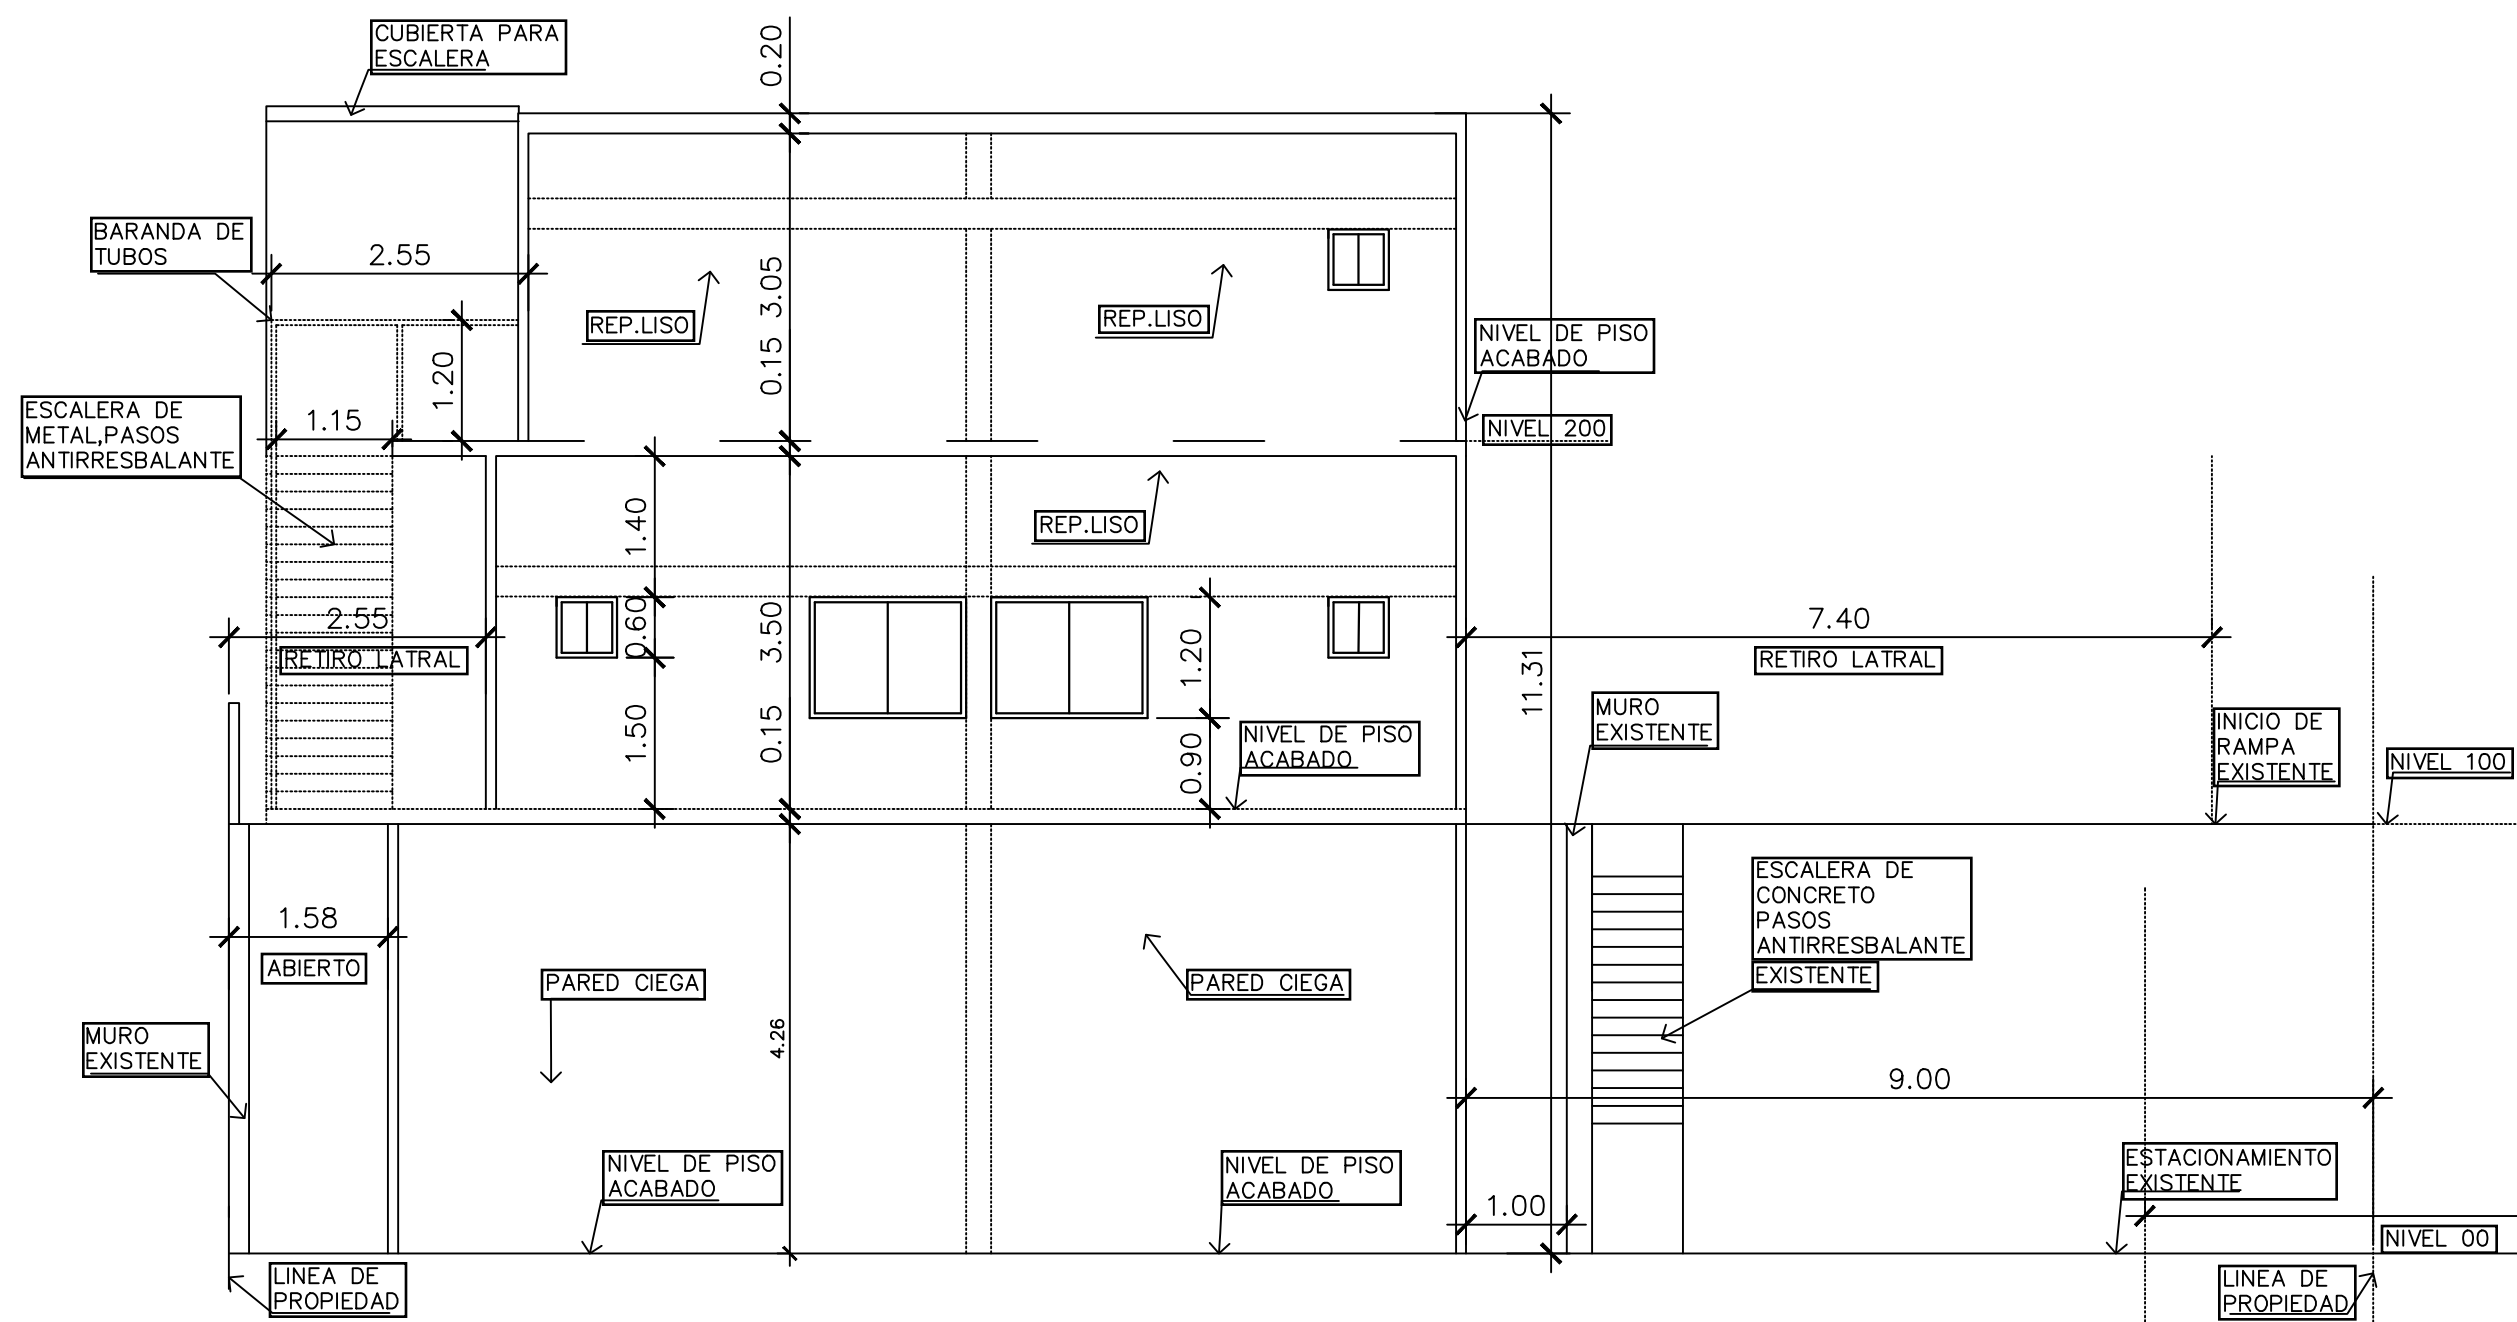 CUBIERTA PARA
ESCALERA
0.20
BARANDA DE
TUBOS
2.55
3.05
REP.LISO
REP.LISO
NIVEL DE PISO
ACABADO
0.15
1.20
ESCALERA DE
METAL,PASOS
ANTIRRESBALANTE
1.15
NIVEL 200
1.40
REP.LISO
2.55
RETIRO LATRAL
0.60
3.50
1.20
11.31
7.40
RETIRO LATRAL
MURO
EXISTENTE
INICIO DE
RAMPA
EXISTENTE
NIVEL 100
1.50
0.15
0.90
NIVEL DE PISO
ACABADO
ESCALERA DE
CONCRETO
PASOS
ANTIRRESBALANTE
EXISTENTE
1.58
ABIERTO
PARED CIEGA
PARED CIEGA
MURO
EXISTENTE
4.26
9.00
NIVEL DE PISO
ACABADO
NIVEL DE PISO
ACABADO
1.00
ESTACIONAMIENTO
EXISTENTE
NIVEL 00
LINEA DE
PROPIEDAD
LINEA DE
PROPIEDAD